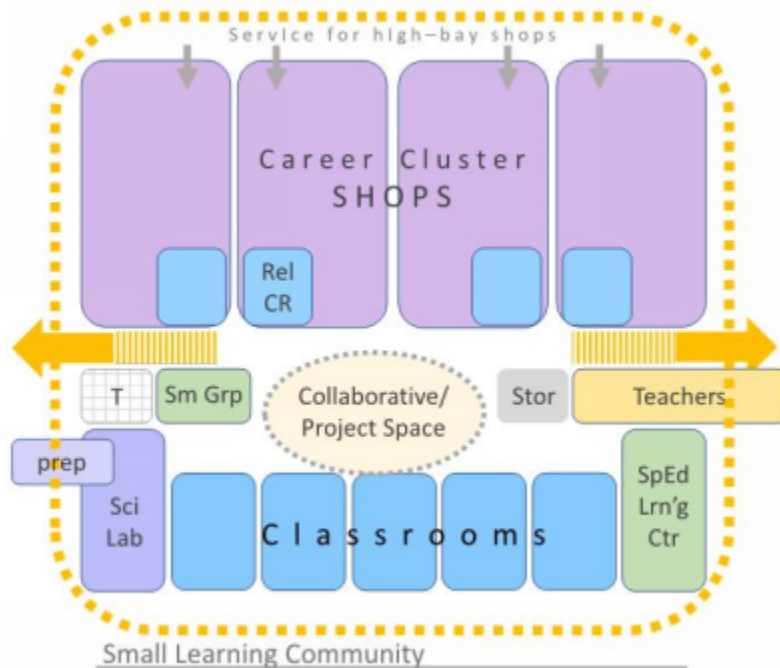 Service for high–bay shops
Career Cluster
SHOPS
Rel
CR
T
Sm Grp
Collaborative/
Project Space
Stor
Teachers
prep
Sci
Lab
Classrooms
SpEd
Lrn'g
Ctr
Small Learning Community